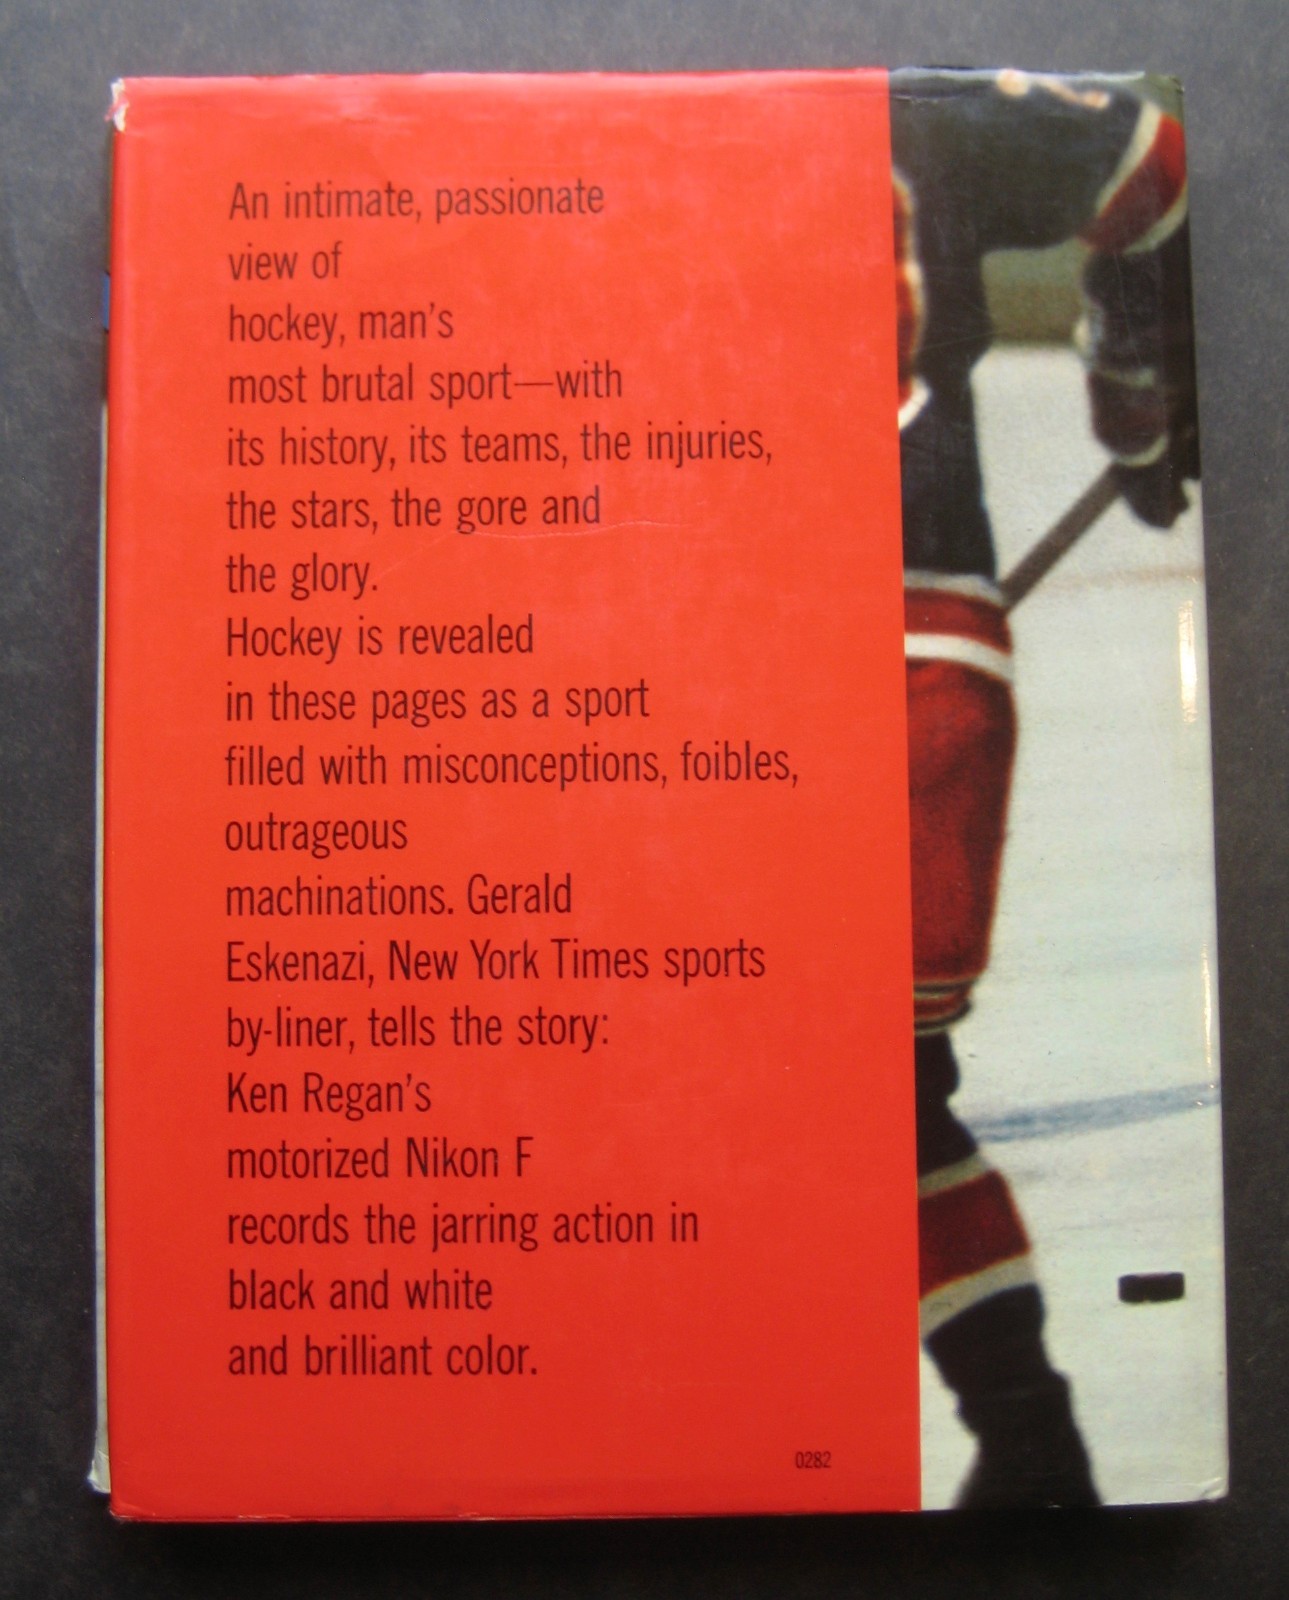 An intimate, passionate
view of
hockey, man's
most brutal sport—with
its history, its teams, the injuries,
the stars, the gore and
the glory.
Hockey is revealed
in these pages as a sport
filled with misconceptions, foibles,
outrageous
machinations. Gerald
Eskenazi, New York Times sports
by-liner, tells the story:
Ken Regan's
motorized Nikon F
records the jarring action in
black and white
and brilliant color.
0282